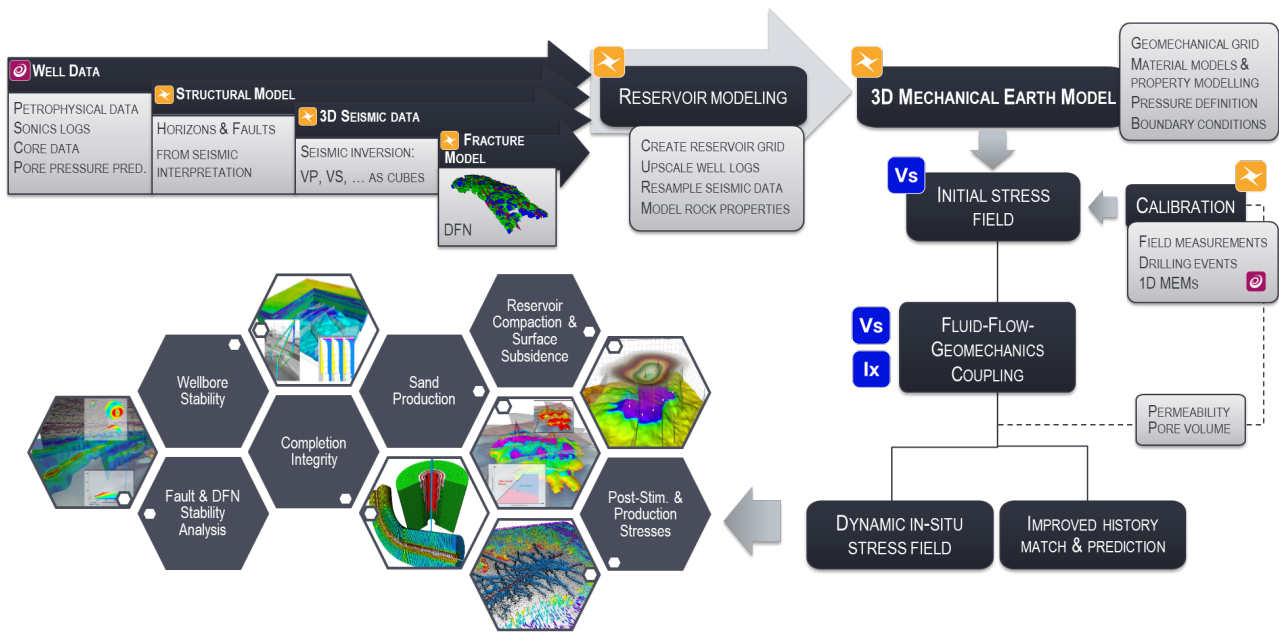 WELL DATA
PETROPHYSICAL DATA
SONICS LOGS
CORE DATA
PORE PRESSURE PRED.
STRUCTURAL MODEL
HORIZONS & FAULTS
FROM SEISMIC
INTERPRETATION
3D SEISMIC DATA
SEISMIC INVERSION:
VP, VS, … AS CUBES
FRACTURE
MODEL
DFN
RESERVOIR MODELING
CREATE RESERVOIR GRID
UPSCALE WELL LOGS
RESAMPLE SEISMIC DATA
MODEL ROCK PROPERTIES
3D MECHANICAL EARTH MODEL
GEOMECHANICAL GRID
MATERIAL MODELS &
PROPERTY MODELLING
PRESSURE DEFINITION
BOUNDARY CONDITIONS
Vs
INITIAL STRESS
FIELD
CALIBRATION
FIELD MEASUREMENTS
DRILLING EVENTS
1D MEMS
Vs
Ix
FLUID-FLOW-
GEOMECHANICS
COUPLING
PERMEABILITY
PORE VOLUME
DYNAMIC IN-SITU
STRESS FIELD
IMPROVED HISTORY
MATCH & PREDICTION
Reservoir
Compaction &
Surface
Subsidence
Wellbore
Stability
Sand
Production
Completion
Integrity
Fault & DFN
Stability
Analysis
Post-Stim. &
Production
Stresses